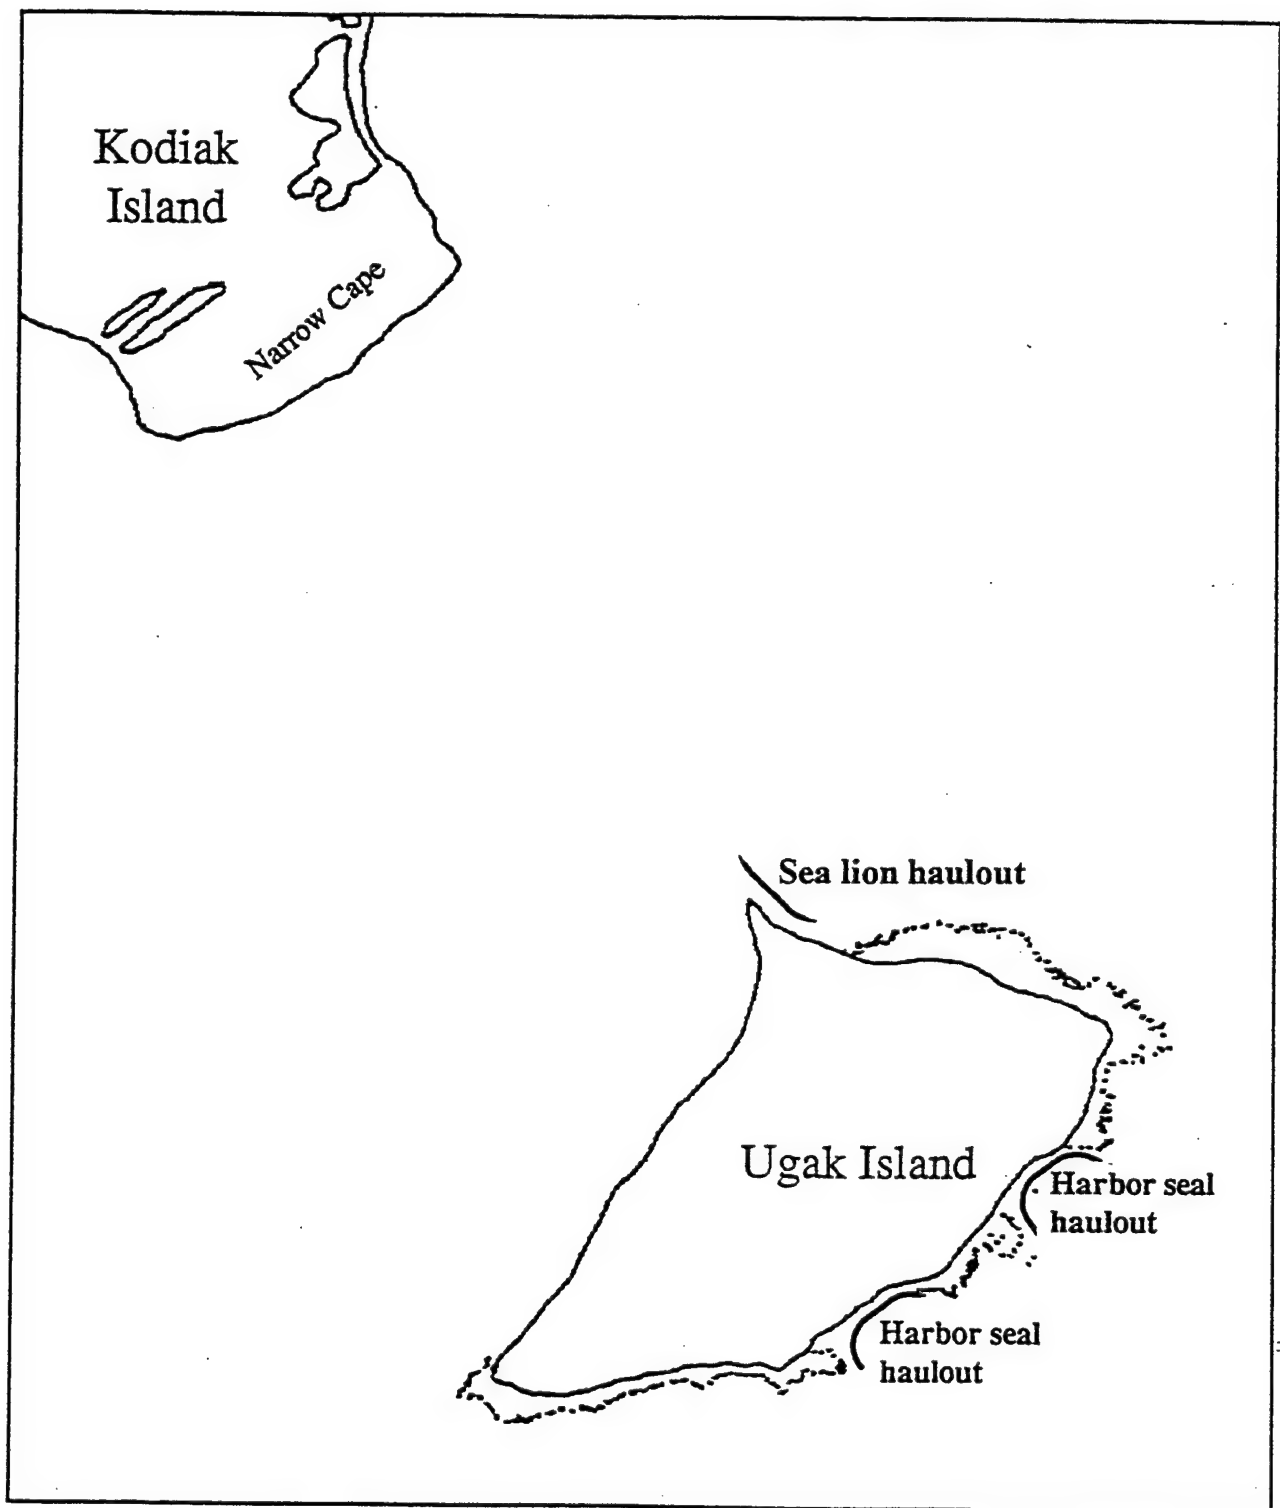 Kodiak
Island
Narrow Cape
Sea lion haulout
Ugak Island
Harbor seal
haulout
Harbor seal
haulout